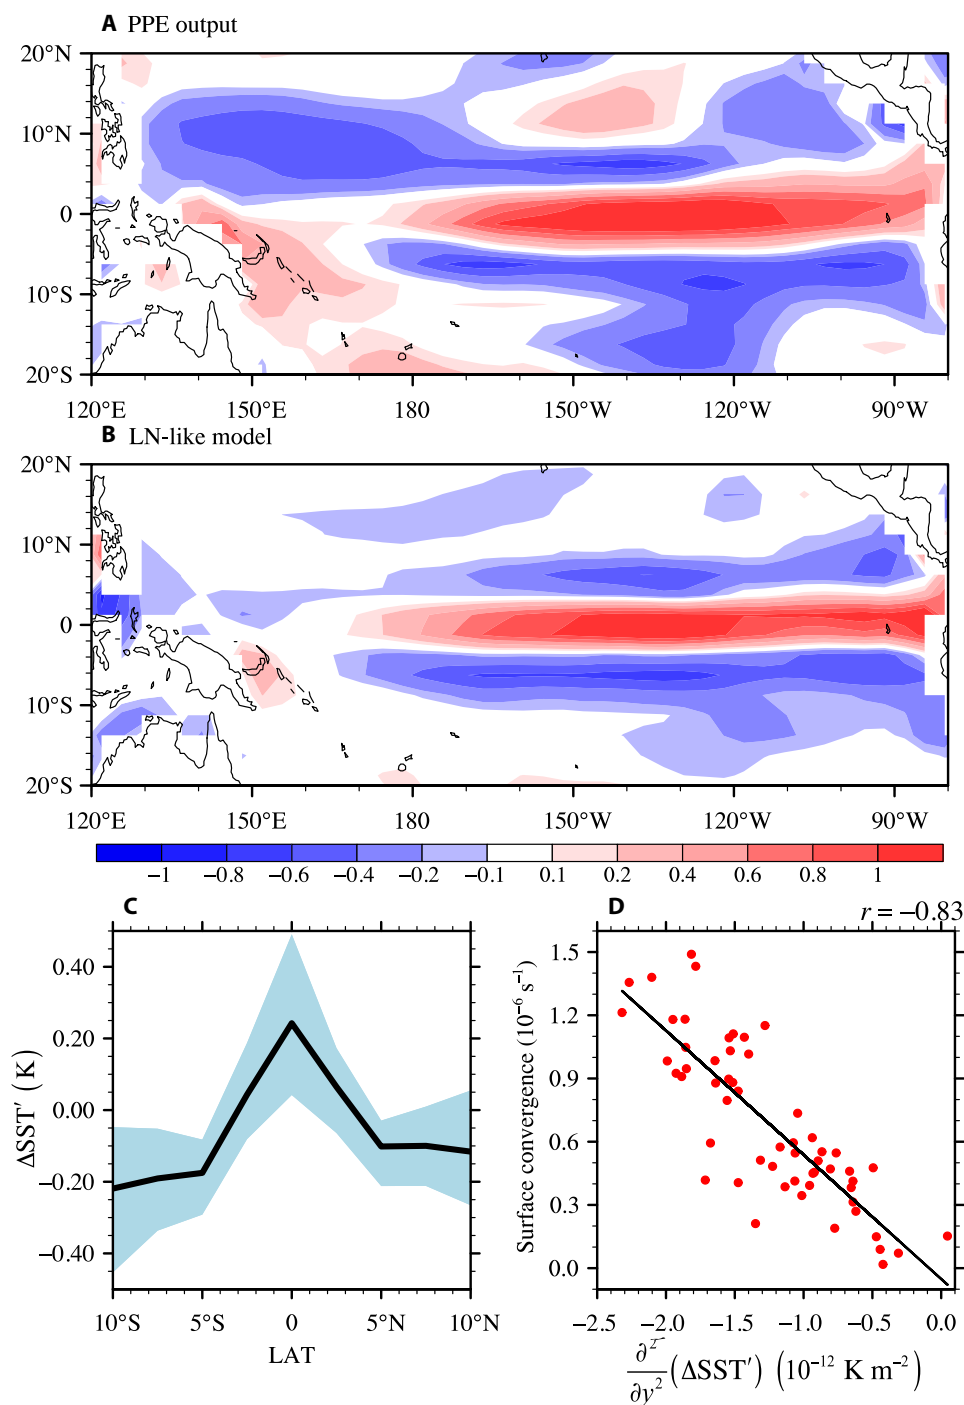 A PPE output
20°N
10°N
0
10°S
20°S
120°E 150°E 180 150°W 120°W 90°W
B LN-like model
20°N
10°N
0
10°S
20°S
120°E 150°E 180 150°W 120°W 90°W
−1 −0.8 −0.6 −0.4 −0.2 −0.1 0.1 0.2 0.4 0.6 0.8 1
C
0.40
0.20
0.00
−0.20
−0.40
ΔSST′ (K)
10°S 5°S 0 5°N 10°N
LAT
D
r = −0.83
1.5
1.2
0.9
0.6
0.3
0.0
Surface convergence (10⁻⁶ s⁻¹)
−2.5 −2.0 −1.5 −1.0 −0.5 0.0
∂²/∂y² (ΔSST′) (10⁻¹² K m⁻²)